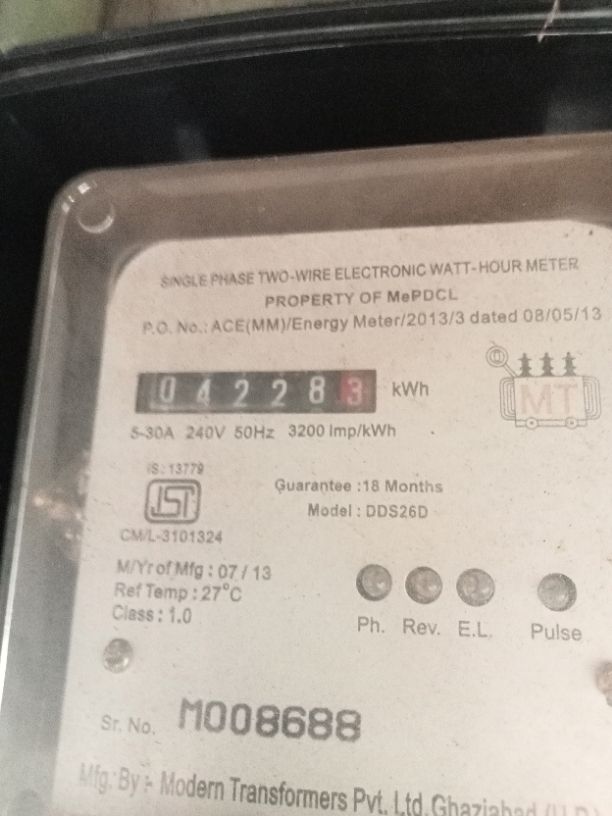 SINGLE PHASE TWO-WIRE ELECTRONIC WATT-HOUR METER
PROPERTY OF MePDCL
P.O. No.: ACE(MM)/Energy Meter/2013/3 dated 08/05/13
042283 kWh
MT
5-30A 240V 50Hz 3200 Imp/kWh
IS : 13779
ISI
CM/L-3101324
Guarantee :18 Months
Model : DDS26D
M/Yr of Mfg : 07 / 13
Ref Temp : 27°C
Class : 1.0
Ph. Rev. E.L. Pulse
Sr. No. M008688
Mfg. By :- Modern Transformers Pvt. Ltd. Ghaziabad (U.P.)